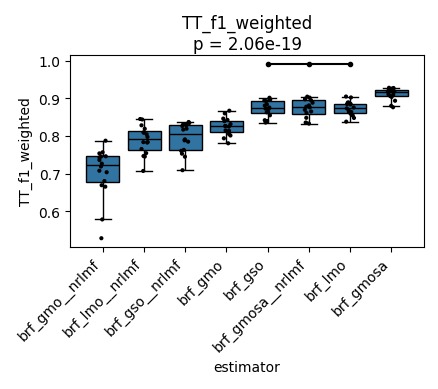 TT_f1_weighted
p = 2.06e-19
1.0
0.9
0.8
0.7
0.6
TT_f1_weighted
brf_gmo__nrlmf
brf_lmo__nrlmf
brf_gso__nrlmf
brf_gmo
brf_gso
brf_gmosa__nrlmf
brf_lmo
brf_gmosa
estimator